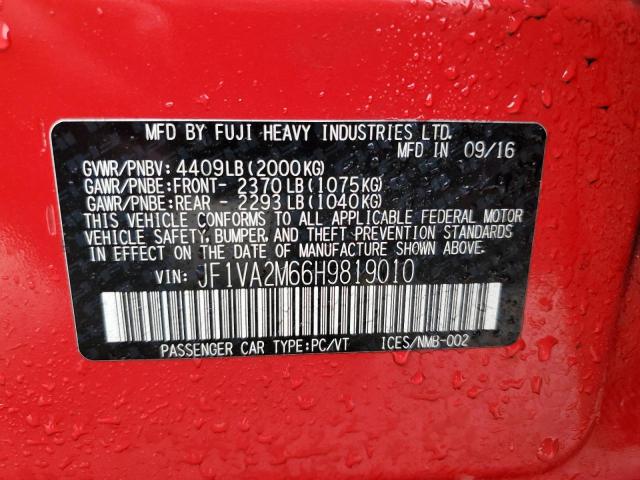 MFD BY FUJI HEAVY INDUSTRIES LTD.
MFD IN 09/16
GVWR/PNBV: 4409LB (2000KG)
GAWR/PNBE:FRONT- 2370LB (1075KG)
GAWR/PNBE:REAR - 2293LB (1040KG)
THIS VEHICLE CONFORMS TO ALL APPLICABLE FEDERAL MOTOR
VEHICLE SAFETY, BUMPER, AND THEFT PREVENTION STANDARDS
IN EFFECT ON THE DATE OF MANUFACTURE SHOWN ABOVE.
VIN: JF1VA2M66H9819010
PASSENGER CAR TYPE:PC/VT ICES/NMB-002